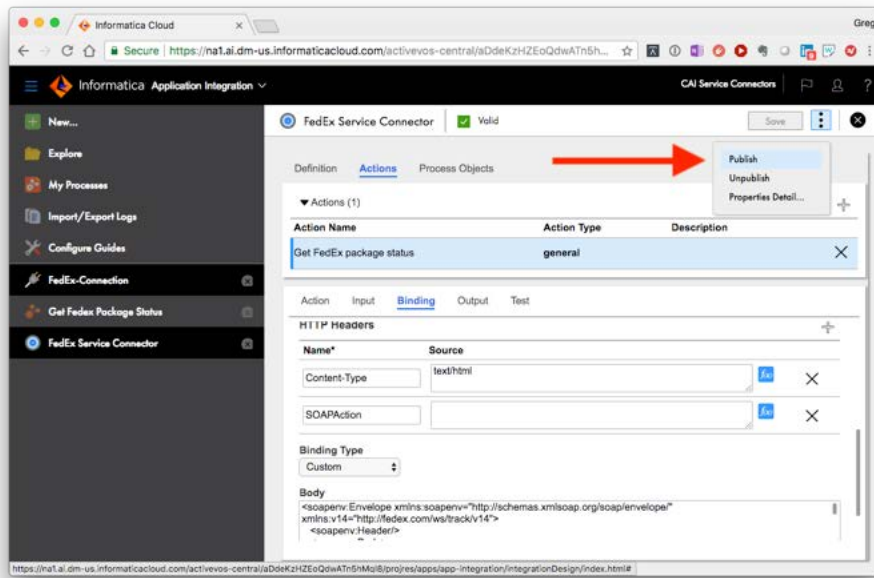 Informatica Cloud
Greg
Secure | https://na1.ai.dm-us.informaticacloud.com/activevos-central/aDdeKzHZEoQdwATn5h...
Informatica Application Integration
CAI Service Connectors
?
New...
Explore
My Processes
Import/Export Logs
Configure Guides
FedEx-Connection
Get Fedex Package Status
FedEx Service Connector
FedEx Service Connector
Valid
Save
Publish
Unpublish
Properties Detail...
Definition Actions Process Objects
Actions (1)
Action Name Action Type Description
Get FedEx package status general
Action Input Binding Output Test
HTTP Headers
Name* Source
Content-Type text/html
SOAPAction
Binding Type
Custom
Body
<soapenv:Envelope xmlns:soapenv="http://schemas.xmlsoap.org/soap/envelope/"
xmlns:v14="http://fedex.com/ws/track/v14">
<soapenv:Header/>
https://na1.ai.dm-us.informaticacloud.com/activevos-central/aDdeKzHZEoQdwATn5hMqI8/projres/apps/app-integration/integrationDesign/index.html#